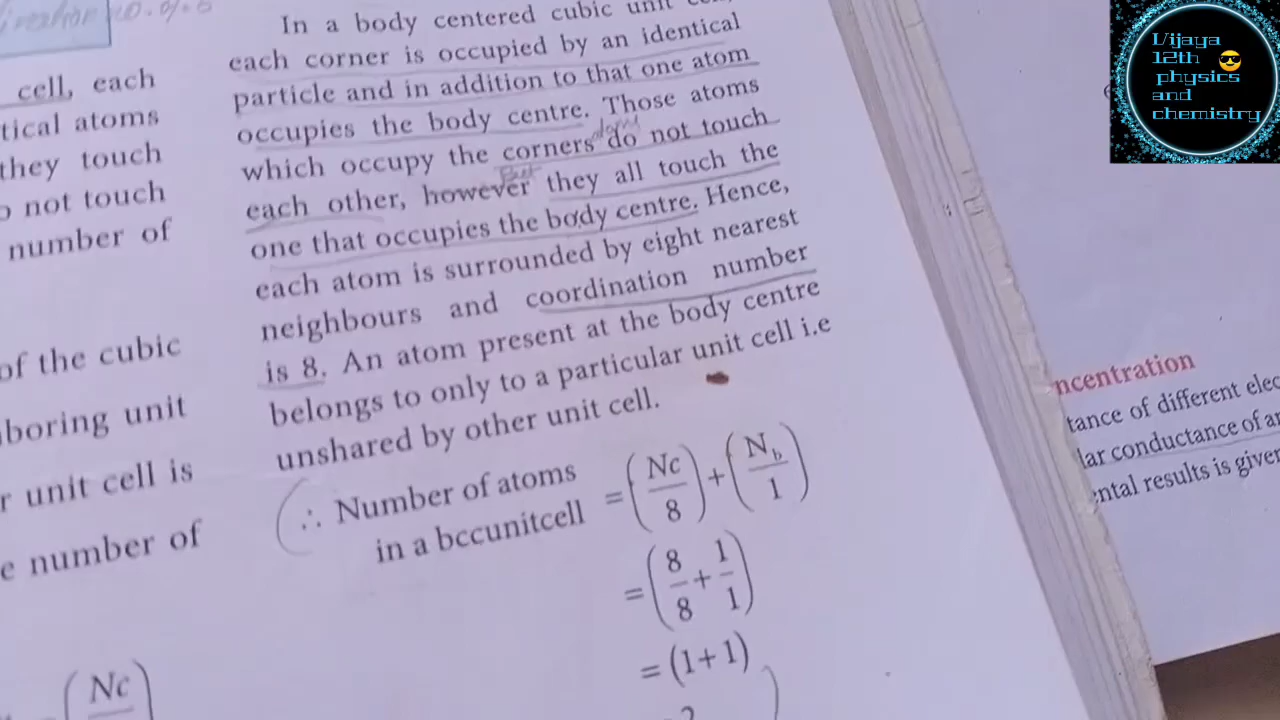 cell, each
tical atoms
they touch
not touch
number of
of the cubic
boring unit
unit cell is
number of
Nc
In a body centered cubic unit
each corner is occupied by an identical
particle and in addition to that one atom
occupies the body centre. Those atoms
which occupy the corners do not touch
But
each other, however they all touch the
one that occupies the body centre. Hence,
each atom is surrounded by eight nearest
neighbours and coordination number
is 8. An atom present at the body centre
belongs to only to a particular unit cell i.e
unshared by other unit cell.
∴ Number of atoms in a bccunitcell = (Nc/8) + (N_b/1)
= (8/8 + 1/1)
= (1+1)
2
ncentration
tance of different elec
lar conductance of a
ental results is give
Vijaya
12th
physics
and
chemistry